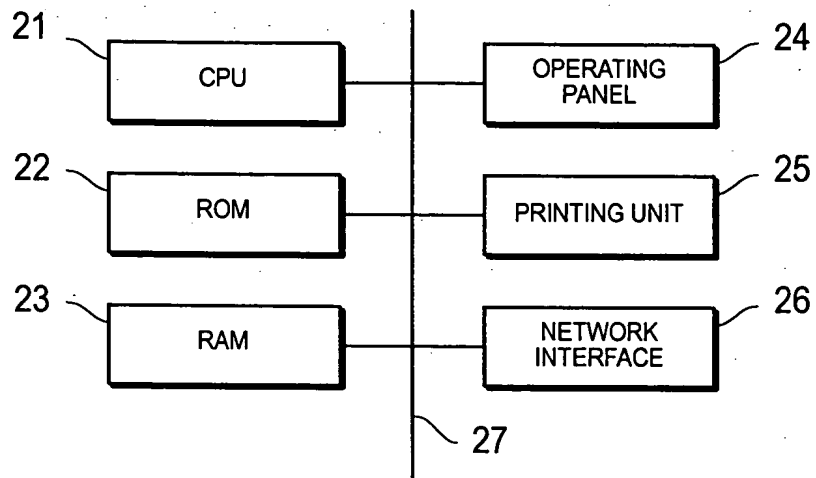 21
CPU
24
OPERATING
PANEL
22
ROM
25
PRINTING UNIT
23
RAM
26
NETWORK
INTERFACE
27